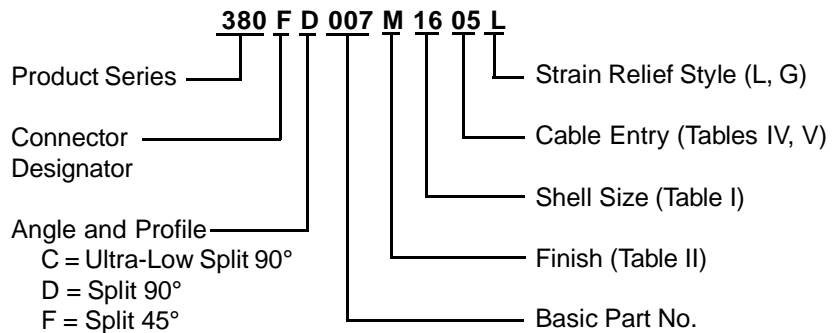 380 F D 007 M 16 05 L
Product Series
Connector
Designator
Angle and Profile
C = Ultra-Low Split 90°
D = Split 90°
F = Split 45°
Strain Relief Style (L, G)
Cable Entry (Tables IV, V)
Shell Size (Table I)
Finish (Table II)
Basic Part No.